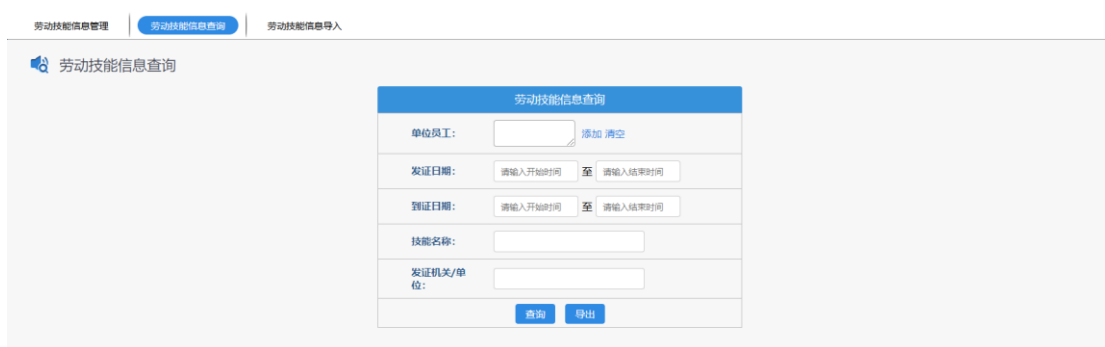 劳动技能信息管理 劳动技能信息查询 劳动技能信息导入
劳动技能信息查询
劳动技能信息查询
单位员工： 添加 清空
发证日期： 请输入开始时间 至 请输入结束时间
到证日期： 请输入开始时间 至 请输入结束时间
技能名称：
发证机关/单
位：
查询 导出